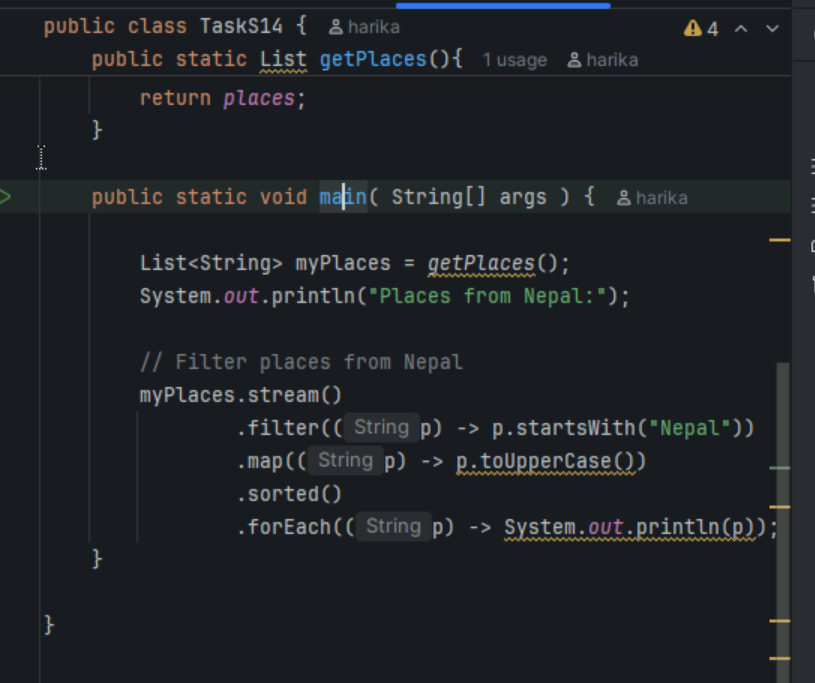 public class TaskS14 { harika
4
public static List getPlaces(){ 1 usage harika
return places;
}
public static void main( String[] args ) { harika
List<String> myPlaces = getPlaces();
System.out.println("Places from Nepal:");
// Filter places from Nepal
myPlaces.stream()
.filter(( String p) -> p.startsWith("Nepal"))
.map(( String p) -> p.toUpperCase())
.sorted()
.forEach(( String p) -> System.out.println(p));
}
}